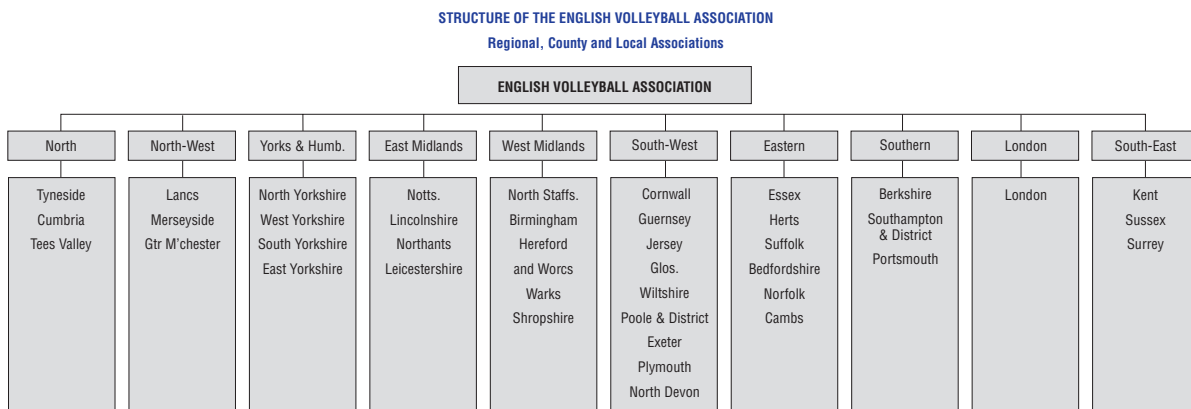 STRUCTURE OF THE ENGLISH VOLLEYBALL ASSOCIATION
Regional, County and Local Associations
ENGLISH VOLLEYBALL ASSOCIATION
North
North-West
Yorks & Humb.
East Midlands
West Midlands
South-West
Eastern
Southern
London
South-East
Tyneside
Cumbria
Tees Valley
Lancs
Merseyside
Gtr M'chester
North Yorkshire
West Yorkshire
South Yorkshire
East Yorkshire
Notts.
Lincolnshire
Northants
Leicestershire
North Staffs.
Birmingham
Hereford
and Worcs
Warks
Shropshire
Cornwall
Guernsey
Jersey
Glos.
Wiltshire
Poole & District
Exeter
Plymouth
North Devon
Essex
Herts
Suffolk
Bedfordshire
Norfolk
Cambs
Berkshire
Southampton
& District
Portsmouth
London
Kent
Sussex
Surrey